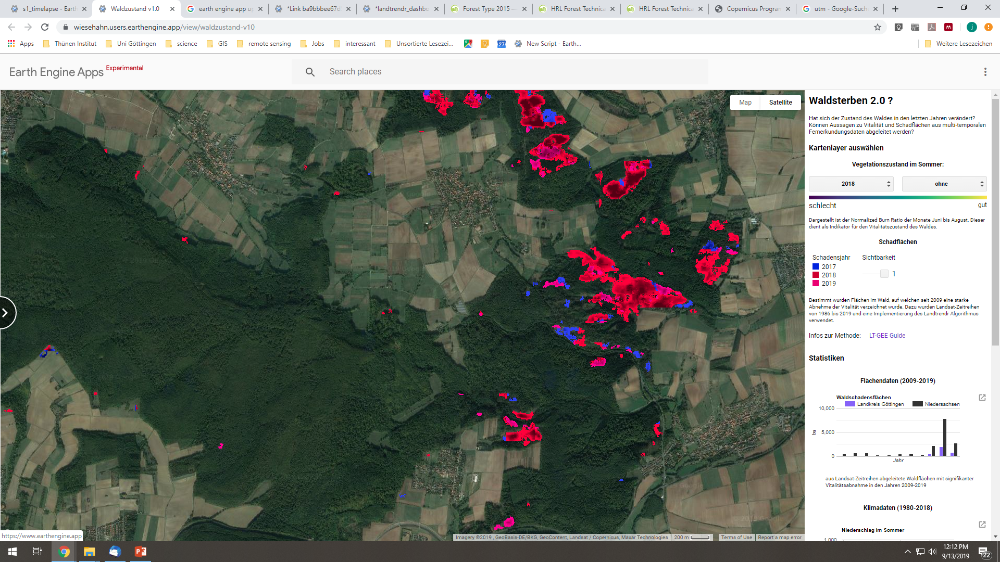 s1_timelapse - Earth
Waldzustand v1.0
earth engine app up
*Link ba9bbbee67d
*landtrendr_dashbo
Forest Type 2015 —
HRL Forest Technica
HRL Forest Technica
Copernicus Program
utm - Google-Suche
wiesehahn.users.earthengine.app/view/waldzustand-v10
j
Apps
Thünen Institut
Uni Göttingen
science
GIS
remote sensing
Jobs
interessant
Unsortierte Lesezei...
27
New Script - Earth...
Weitere Lesezeichen
Earth Engine Apps Experimental
Search places
Map
Satellite
Waldsterben 2.0 ?
Hat sich der Zustand des Waldes in den letzten Jahren verändert?
Können Aussagen zu Vitalität und Schadflächen aus multi-temporalen
Fernerkundungsdaten abgeleitet werden?
Kartenlayer auswählen
Vegetationszustand im Sommer:
2018
ohne
schlecht
gut
Dargestellt ist der Normalized Burn Ratio der Monate Juni bis August. Dieser
dient als Indikator für den Vitalitätszustand des Waldes.
Schadflächen
Schadensjahr
Sichtbarkeit
2017
2018
1
2019
Bestimmt wurden Flächen im Wald, auf welchen seit 2009 eine starke
Abnehme der Vitalität verzeichnet wurde. Dazu wurden Landsat-Zeitreihen
von 1986 bis 2019 und eine Implementierung des Landtrendr Algorithmus
verwendet.
Infos zur Methode:
LT-GEE Guide
Statistiken
Flächendaten (2009-2019)
Waldschadensflächen
Landkreis Göttingen
Niedersachsen
10,000
5,000
0
ha
Jahr
aus Landsat-Zeitreihen abgeleitete Waldflächen mit signifikanter
Vitalitätsabnahme in den Jahren 2009-2019
Klimadaten (1980-2018)
Niederschlag im Sommer
1,000
https://www.earthengine.app
Imagery ©2019 , GeoBasis-DE/BKG, GeoContent, Landsat / Copernicus, Maxar Technologies
200 m
Terms of Use
Report a map error
12:12 PM
9/13/2019
22